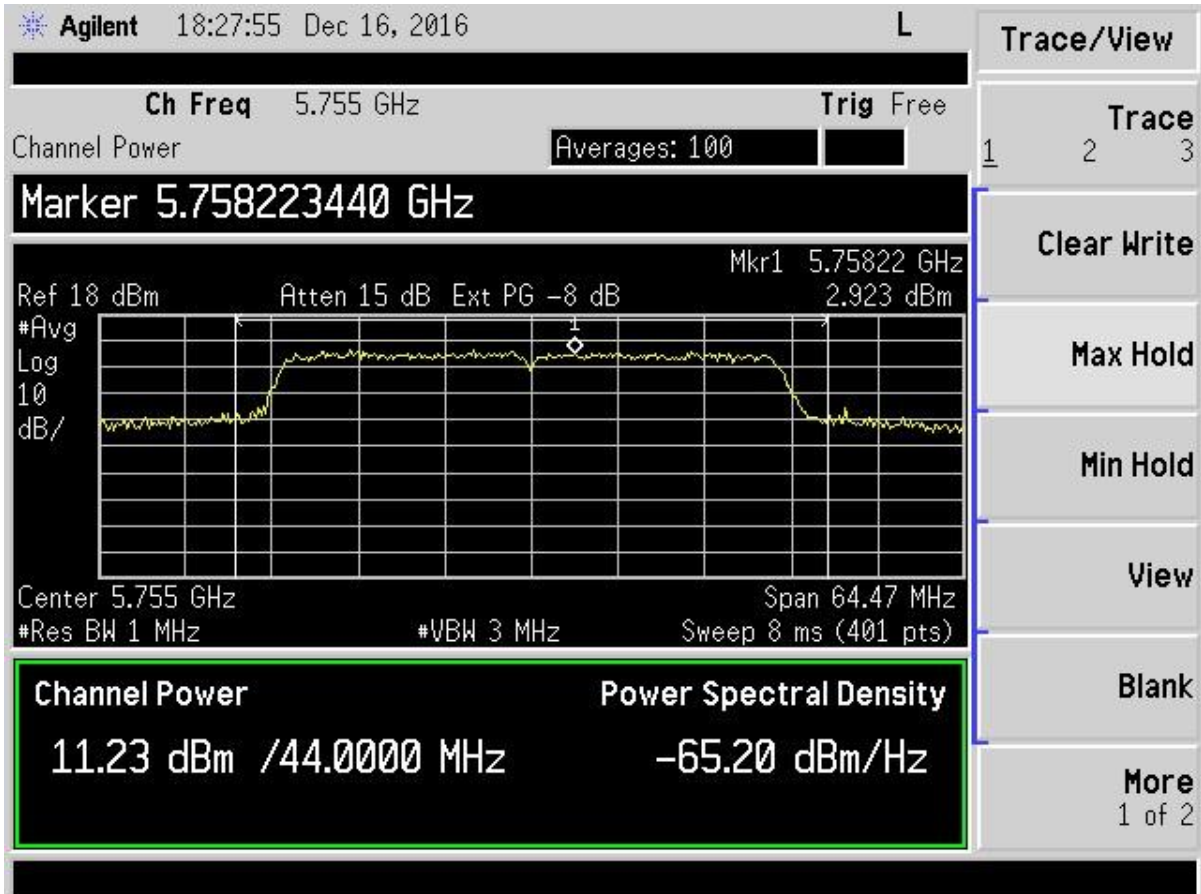 Agilent 18:27:55 Dec 16, 2016 L
Ch Freq 5.755 GHz Trig Free
Channel Power Averages: 100
Marker 5.758223440 GHz
Mkr1 5.75822 GHz
Ref 18 dBm Atten 15 dB Ext PG -8 dB 2.923 dBm
#Avg
Log
10
dB/
1
Center 5.755 GHz Span 64.47 MHz
#Res BW 1 MHz #VBW 3 MHz Sweep 8 ms (401 pts)
Channel Power Power Spectral Density
11.23 dBm /44.0000 MHz -65.20 dBm/Hz
Trace/View
Trace
1 2 3
Clear Write
Max Hold
Min Hold
View
Blank
More
1 of 2